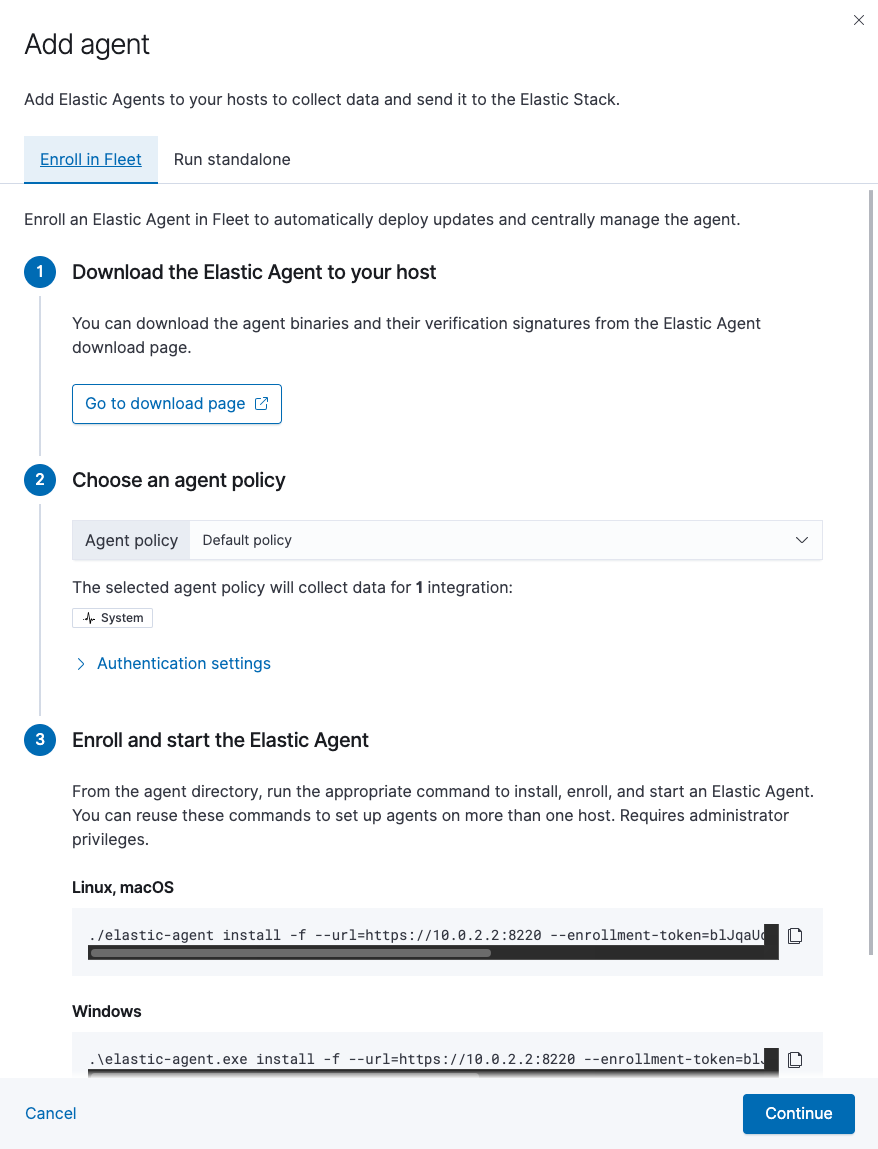 Add agent
Add Elastic Agents to your hosts to collect data and send it to the Elastic Stack.
Enroll in Fleet
Run standalone
Enroll an Elastic Agent in Fleet to automatically deploy updates and centrally manage the agent.
1
Download the Elastic Agent to your host
You can download the agent binaries and their verification signatures from the Elastic Agent
download page.
Go to download page
2
Choose an agent policy
Agent policy
Default policy
The selected agent policy will collect data for 1 integration:
System
Authentication settings
3
Enroll and start the Elastic Agent
From the agent directory, run the appropriate command to install, enroll, and start an Elastic Agent.
You can reuse these commands to set up agents on more than one host. Requires administrator
privileges.
Linux, macOS
./elastic-agent install -f --url=https://10.0.2.2:8220 --enrollment-token=blJqaU
Windows
.\elastic-agent.exe install -f --url=https://10.0.2.2:8220 --enrollment-token=bl
Cancel
Continue